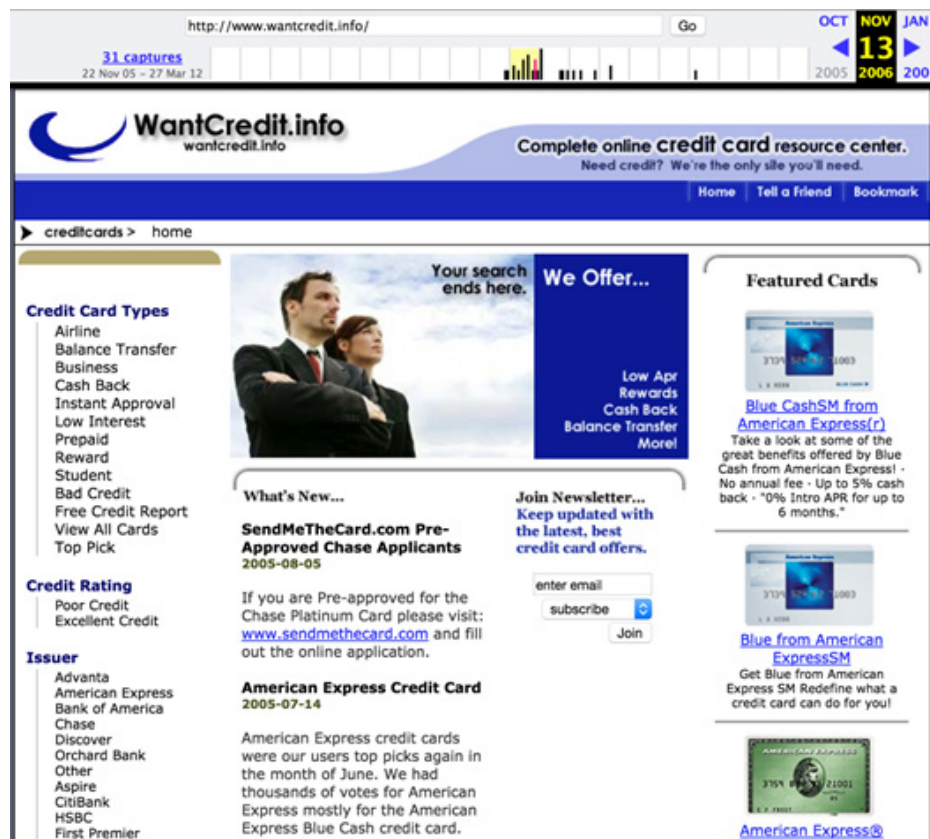 http://www.wantcredit.info/
Go
OCT NOV JAN
31 captures
13
22 Nov 05 – 27 Mar 12
2005 2006 200
WantCredit.info
wantcredit.info
Complete online credit card resource center.
Need credit? We're the only site you'll need.
Home Tell a Friend Bookmark
creditcards > home
Credit Card Types
Airline
Balance Transfer
Business
Cash Back
Instant Approval
Low Interest
Prepaid
Reward
Student
Bad Credit
Free Credit Report
View All Cards
Top Pick
Credit Rating
Poor Credit
Excellent Credit
Issuer
Advanta
American Express
Bank of America
Chase
Discover
Orchard Bank
Other
Aspire
CitiBank
HSBC
First Premier
Your search
ends here.
We Offer...
Low Apr
Rewards
Cash Back
Balance Transfer
More!
What's New...
SendMeTheCard.com Pre-
Approved Chase Applicants
2005-08-05
If you are Pre-approved for the
Chase Platinum Card please visit:
www.sendmethecard.com and fill
out the online application.
American Express Credit Card
2005-07-14
American Express credit cards
were our users top picks again in
the month of June. We had
thousands of votes for American
Express mostly for the American
Express Blue Cash credit card.
Join Newsletter...
Keep updated with
the latest, best
credit card offers.
enter email
subscribe
Join
Featured Cards
Blue CashSM from
American Express(r)
Take a look at some of the
great benefits offered by Blue
Cash from American Express! ·
No annual fee · Up to 5% cash
back · "0% Intro APR for up to
6 months."
Blue from American
ExpressSM
Get Blue from American
Express SM Redefine what a
credit card can do for you!
AMERICAN EXPRESS
American Express®